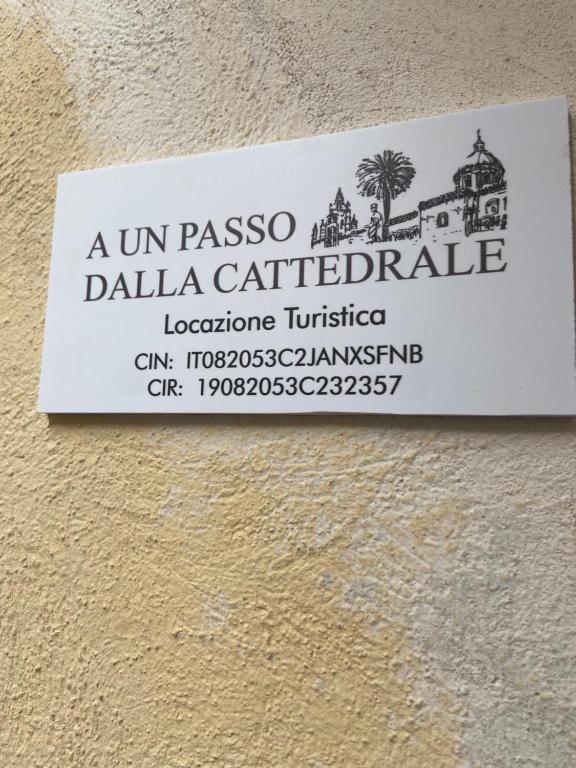 A UN PASSO
DALLA CATTEDRALE
Locazione Turistica
CIN: IT082053C2JANXSFNB
CIR: 19082053C232357